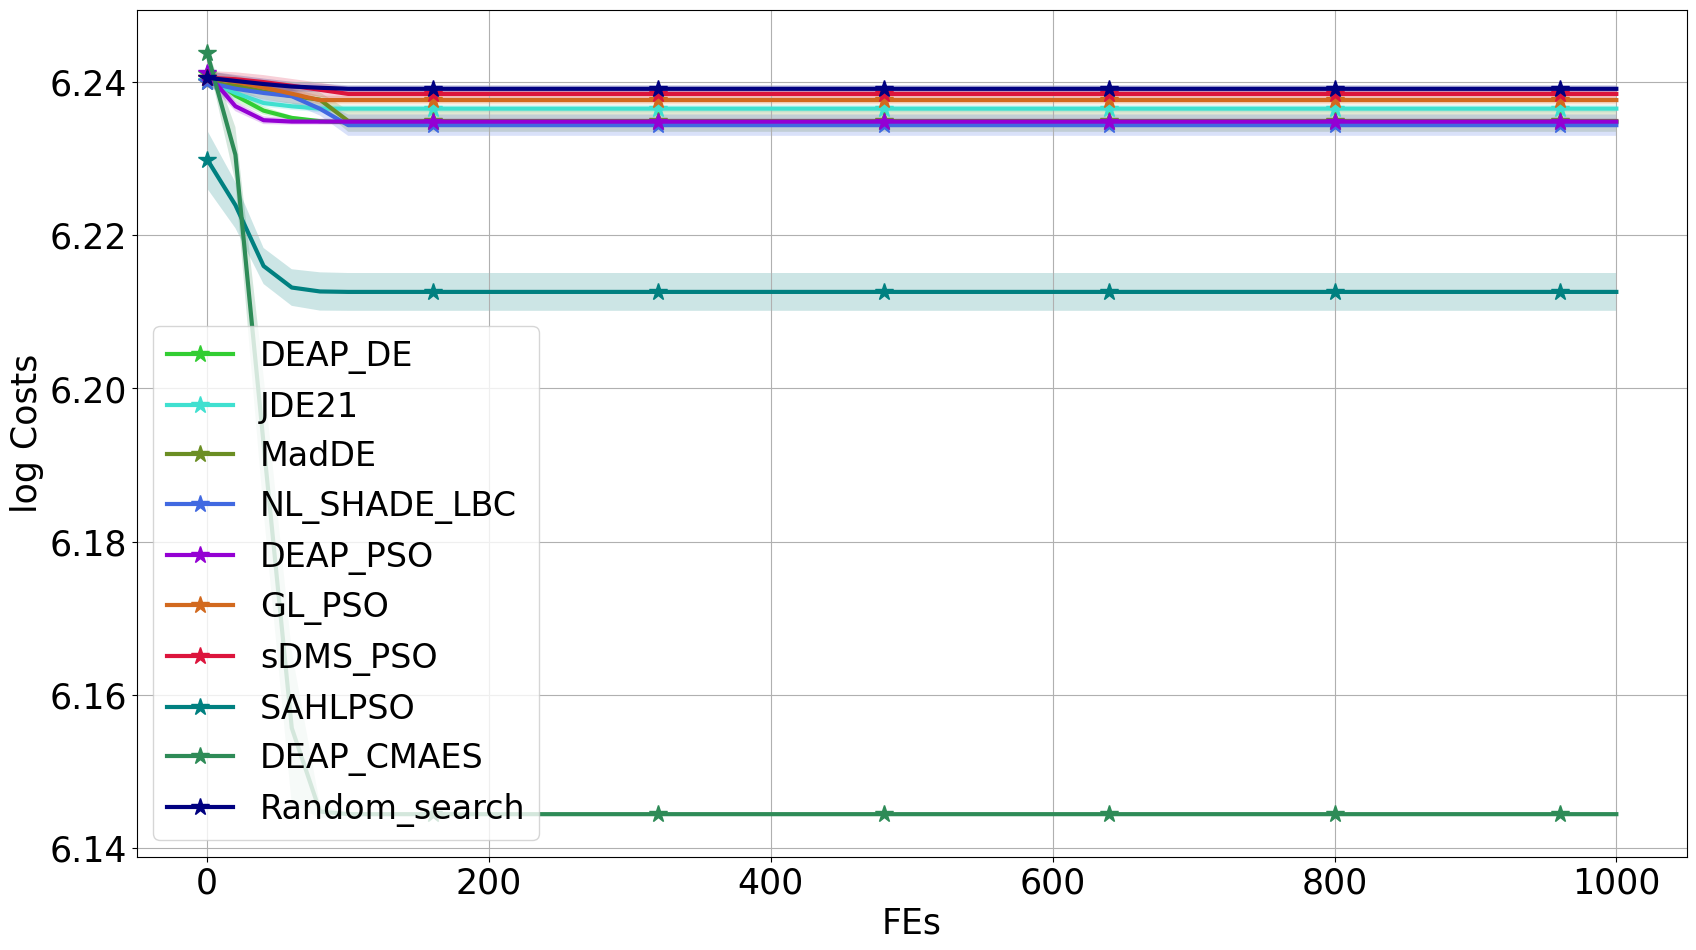 log Costs
6.24
6.22
6.20
6.18
6.16
6.14
DEAP_DE
JDE21
MadDE
NL_SHADE_LBC
DEAP_PSO
GL_PSO
sDMS_PSO
SAHLPSO
DEAP_CMAES
Random_search
0 200 400 600 800 1000
FEs